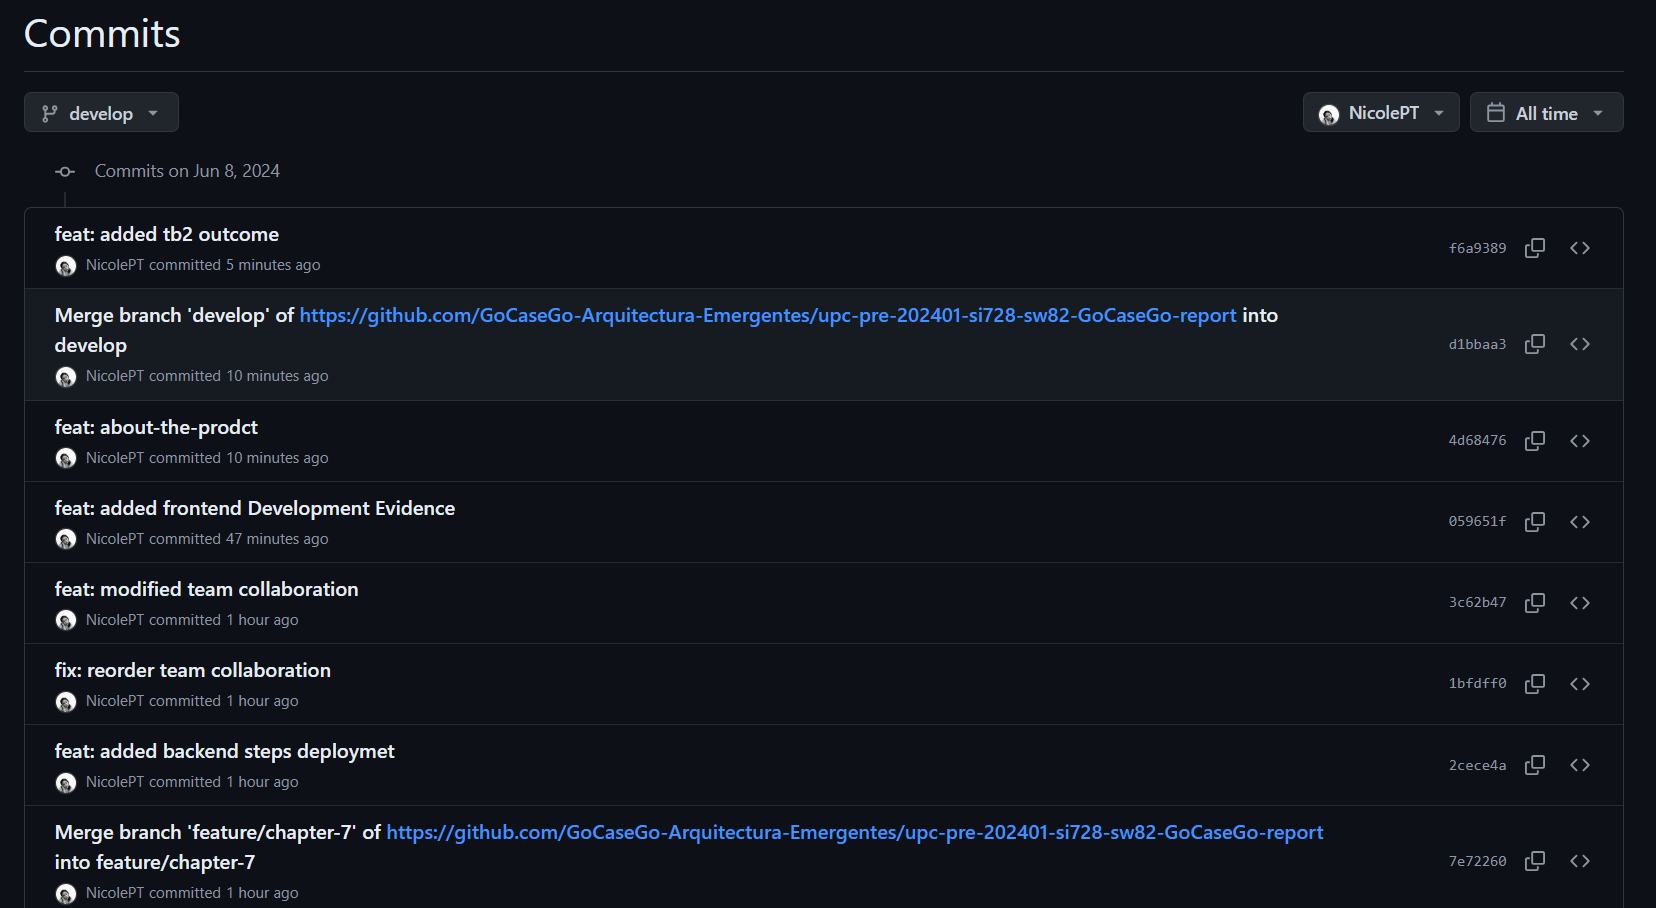 Commits
develop
NicolePT
All time
Commits on Jun 8, 2024
feat: added tb2 outcome
NicolePT committed 5 minutes ago
f6a9389
Merge branch 'develop' of https://github.com/GoCaseGo-Arquitectura-Emergentes/upc-pre-202401-si728-sw82-GoCaseGo-report into
develop
NicolePT committed 10 minutes ago
d1bbaa3
feat: about-the-prodct
NicolePT committed 10 minutes ago
4d68476
feat: added frontend Development Evidence
NicolePT committed 47 minutes ago
059651f
feat: modified team collaboration
NicolePT committed 1 hour ago
3c62b47
fix: reorder team collaboration
NicolePT committed 1 hour ago
1bfdff0
feat: added backend steps deploymet
NicolePT committed 1 hour ago
2cece4a
Merge branch 'feature/chapter-7' of https://github.com/GoCaseGo-Arquitectura-Emergentes/upc-pre-202401-si728-sw82-GoCaseGo-report
into feature/chapter-7
NicolePT committed 1 hour ago
7e72260